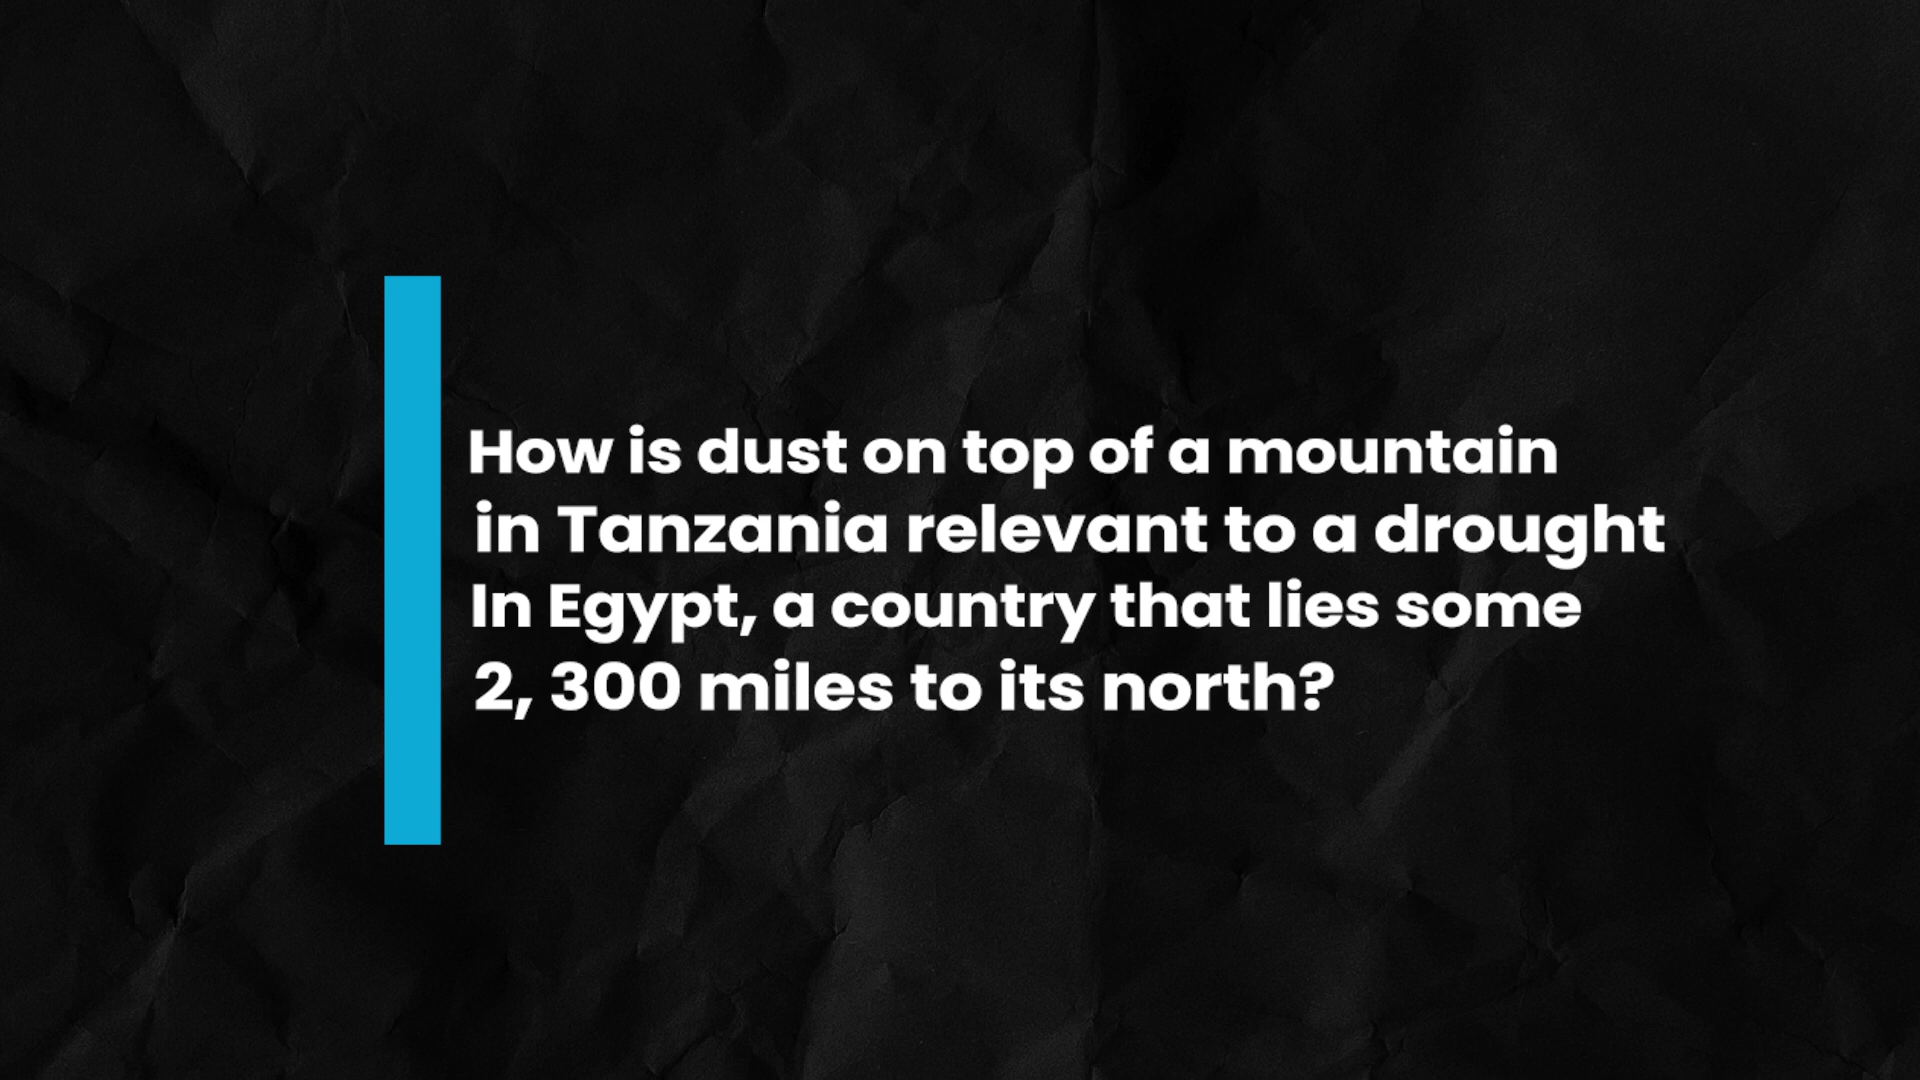 How is dust on top of a mountain
in Tanzania relevant to a drought
In Egypt, a country that lies some
2, 300 miles to its north?